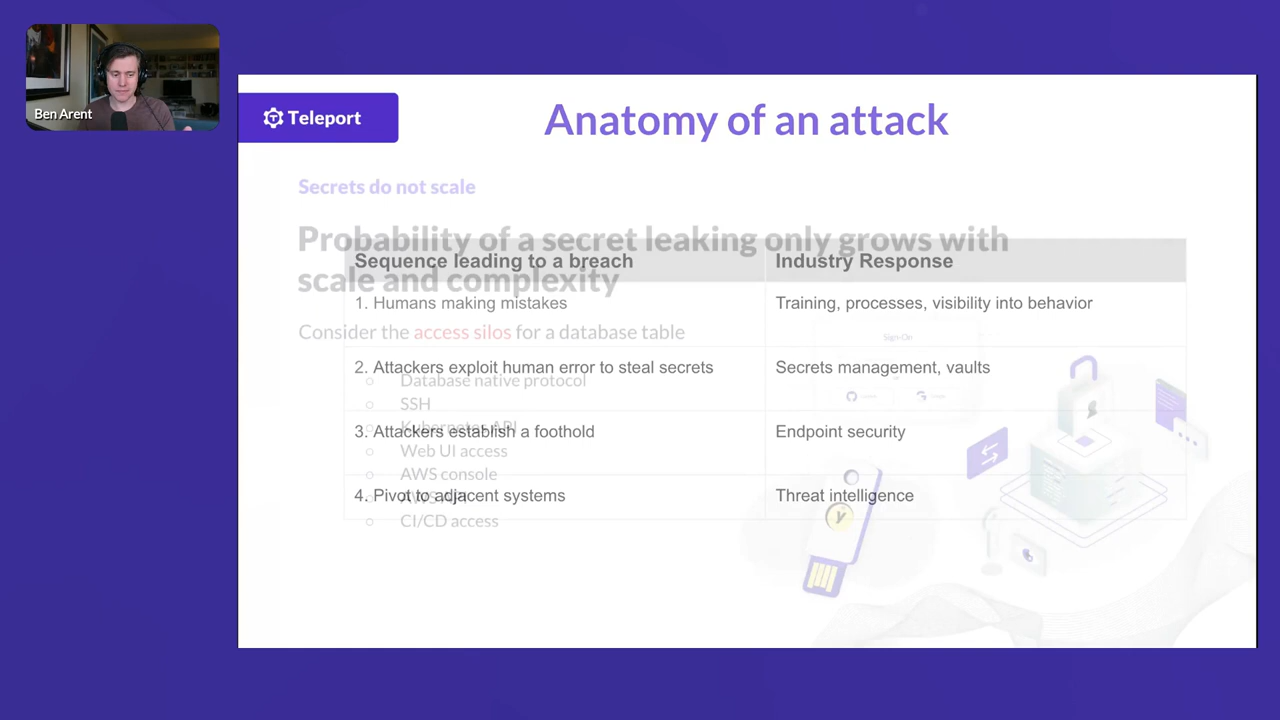 Ben Arent
Teleport
Anatomy of an attack
Secrets do not scale
Probability of a secret leaking only grows with
scale and complexity
Consider the access silos for a database table
Database native protocol
SSH
Kubernetes API
Web UI access
AWS console
CI/CD access
Sequence leading to a breach
Industry Response
1. Humans making mistakes
Training, processes, visibility into behavior
2. Attackers exploit human error to steal secrets
Secrets management, vaults
3. Attackers establish a foothold
Endpoint security
4. Pivot to adjacent systems
Threat intelligence
Sign-On
y